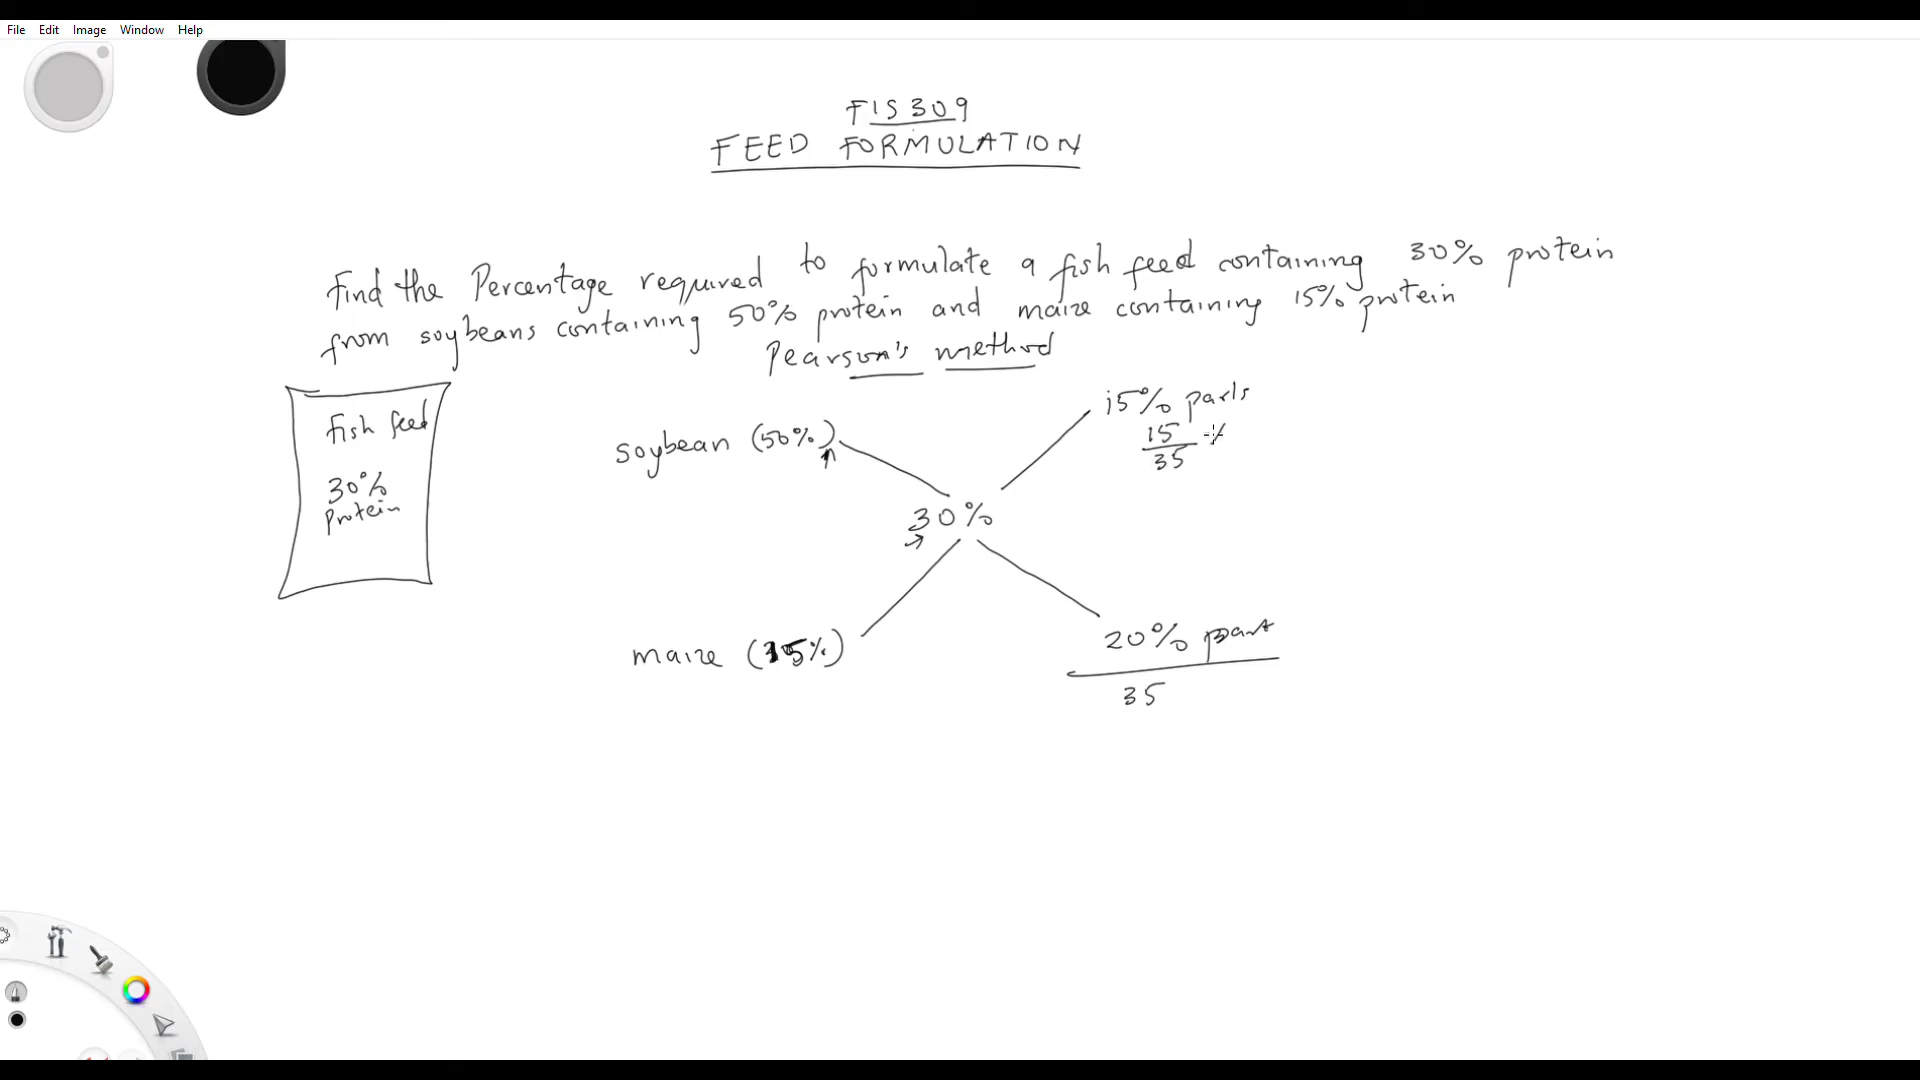 File Edit Image Window Help
FIS309
FEED FORMULATION
Find the Percentage required to formulate a fish feed containing 30% protein
from soybeans containing 50% protein and maize containing 15% protein
Pearson's method
Fish feed
30%
Protein
soybean (50%)
15% parts
15
35
30%
maize (15%)
20% part
35